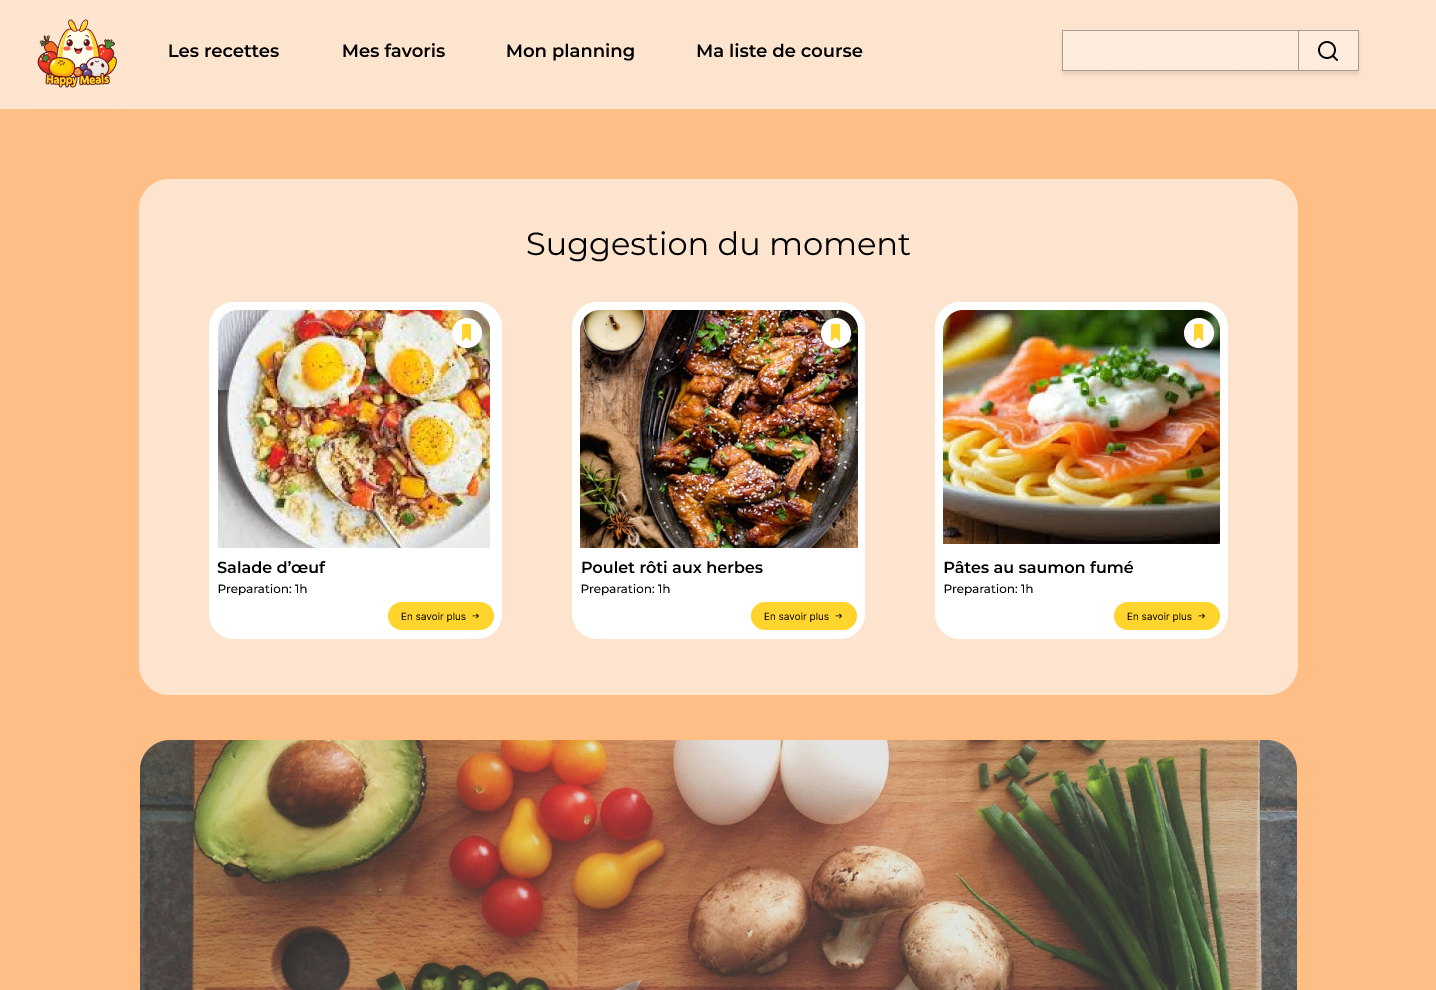 Happy Meals
Les recettes
Mes favoris
Mon planning
Ma liste de course
Suggestion du moment
Salade d’œuf
Preparation: 1h
En savoir plus →
Poulet rôti aux herbes
Preparation: 1h
En savoir plus →
Pâtes au saumon fumé
Preparation: 1h
En savoir plus →